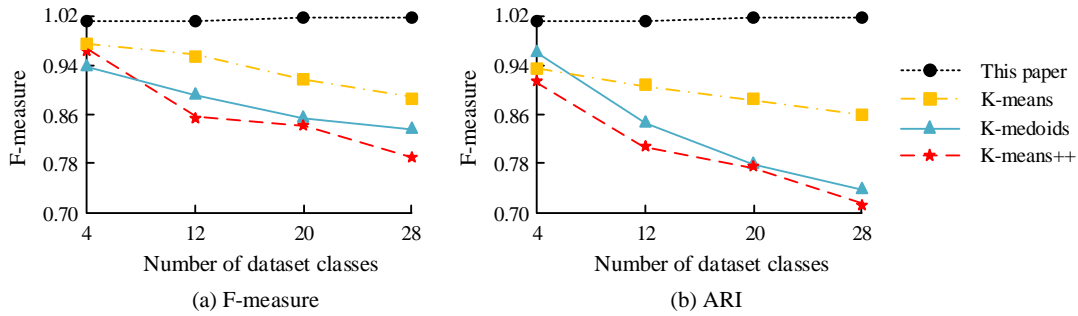 F-measure
1.02
0.94
0.86
0.78
0.70
4
12
20
28
Number of dataset classes
(a) F-measure
F-measure
1.02
0.94
0.86
0.78
0.70
4
12
20
28
Number of dataset classes
(b) ARI
This paper
K-means
K-medoids
K-means++